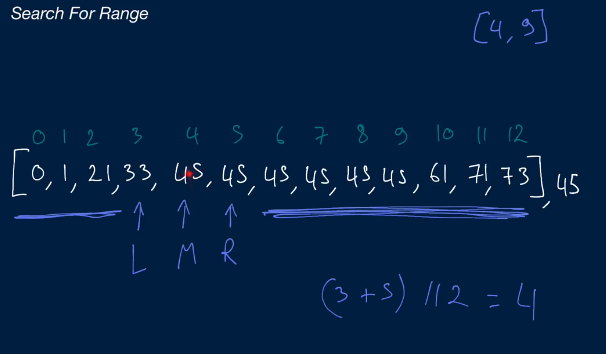 Search For Range
[4, 9]
0 1 2 3 4 5 6 7 8 9 10 11 12
[0, 1, 21, 33, 45, 45, 45, 45, 45, 45, 61, 71, 73], 45
L M R
(3 + 5) // 2 = 4